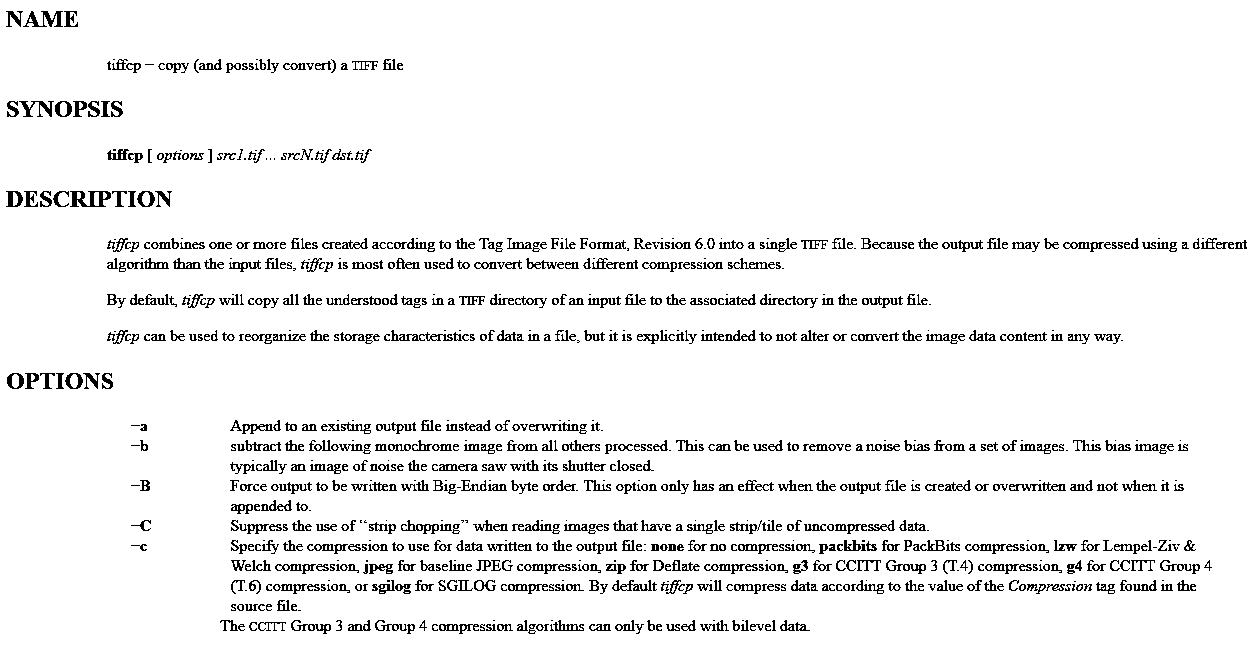 NAME
tiffcp − copy (and possibly convert) a TIFF file
SYNOPSIS
tiffcp [ options ] src1.tif ... srcN.tif dst.tif
DESCRIPTION
tiffcp combines one or more files created according to the Tag Image File Format, Revision 6.0 into a single TIFF file. Because the output file may be compressed using a different
algorithm than the input files, tiffcp is most often used to convert between different compression schemes.
By default, tiffcp will copy all the understood tags in a TIFF directory of an input file to the associated directory in the output file.
tiffcp can be used to reorganize the storage characteristics of data in a file, but it is explicitly intended to not alter or convert the image data content in any way.
OPTIONS
−a Append to an existing output file instead of overwriting it.
−b subtract the following monochrome image from all others processed. This can be used to remove a noise bias from a set of images. This bias image is
typically an image of noise the camera saw with its shutter closed.
−B Force output to be written with Big-Endian byte order. This option only has an effect when the output file is created or overwritten and not when it is
appended to.
−C Suppress the use of “strip chopping” when reading images that have a single strip/tile of uncompressed data.
−c Specify the compression to use for data written to the output file: none for no compression, packbits for PackBits compression, lzw for Lempel-Ziv &
Welch compression, jpeg for baseline JPEG compression, zip for Deflate compression, g3 for CCITT Group 3 (T.4) compression, g4 for CCITT Group 4
(T.6) compression, or sgilog for SGILOG compression. By default tiffcp will compress data according to the value of the Compression tag found in the
source file.
The CCITT Group 3 and Group 4 compression algorithms can only be used with bilevel data.